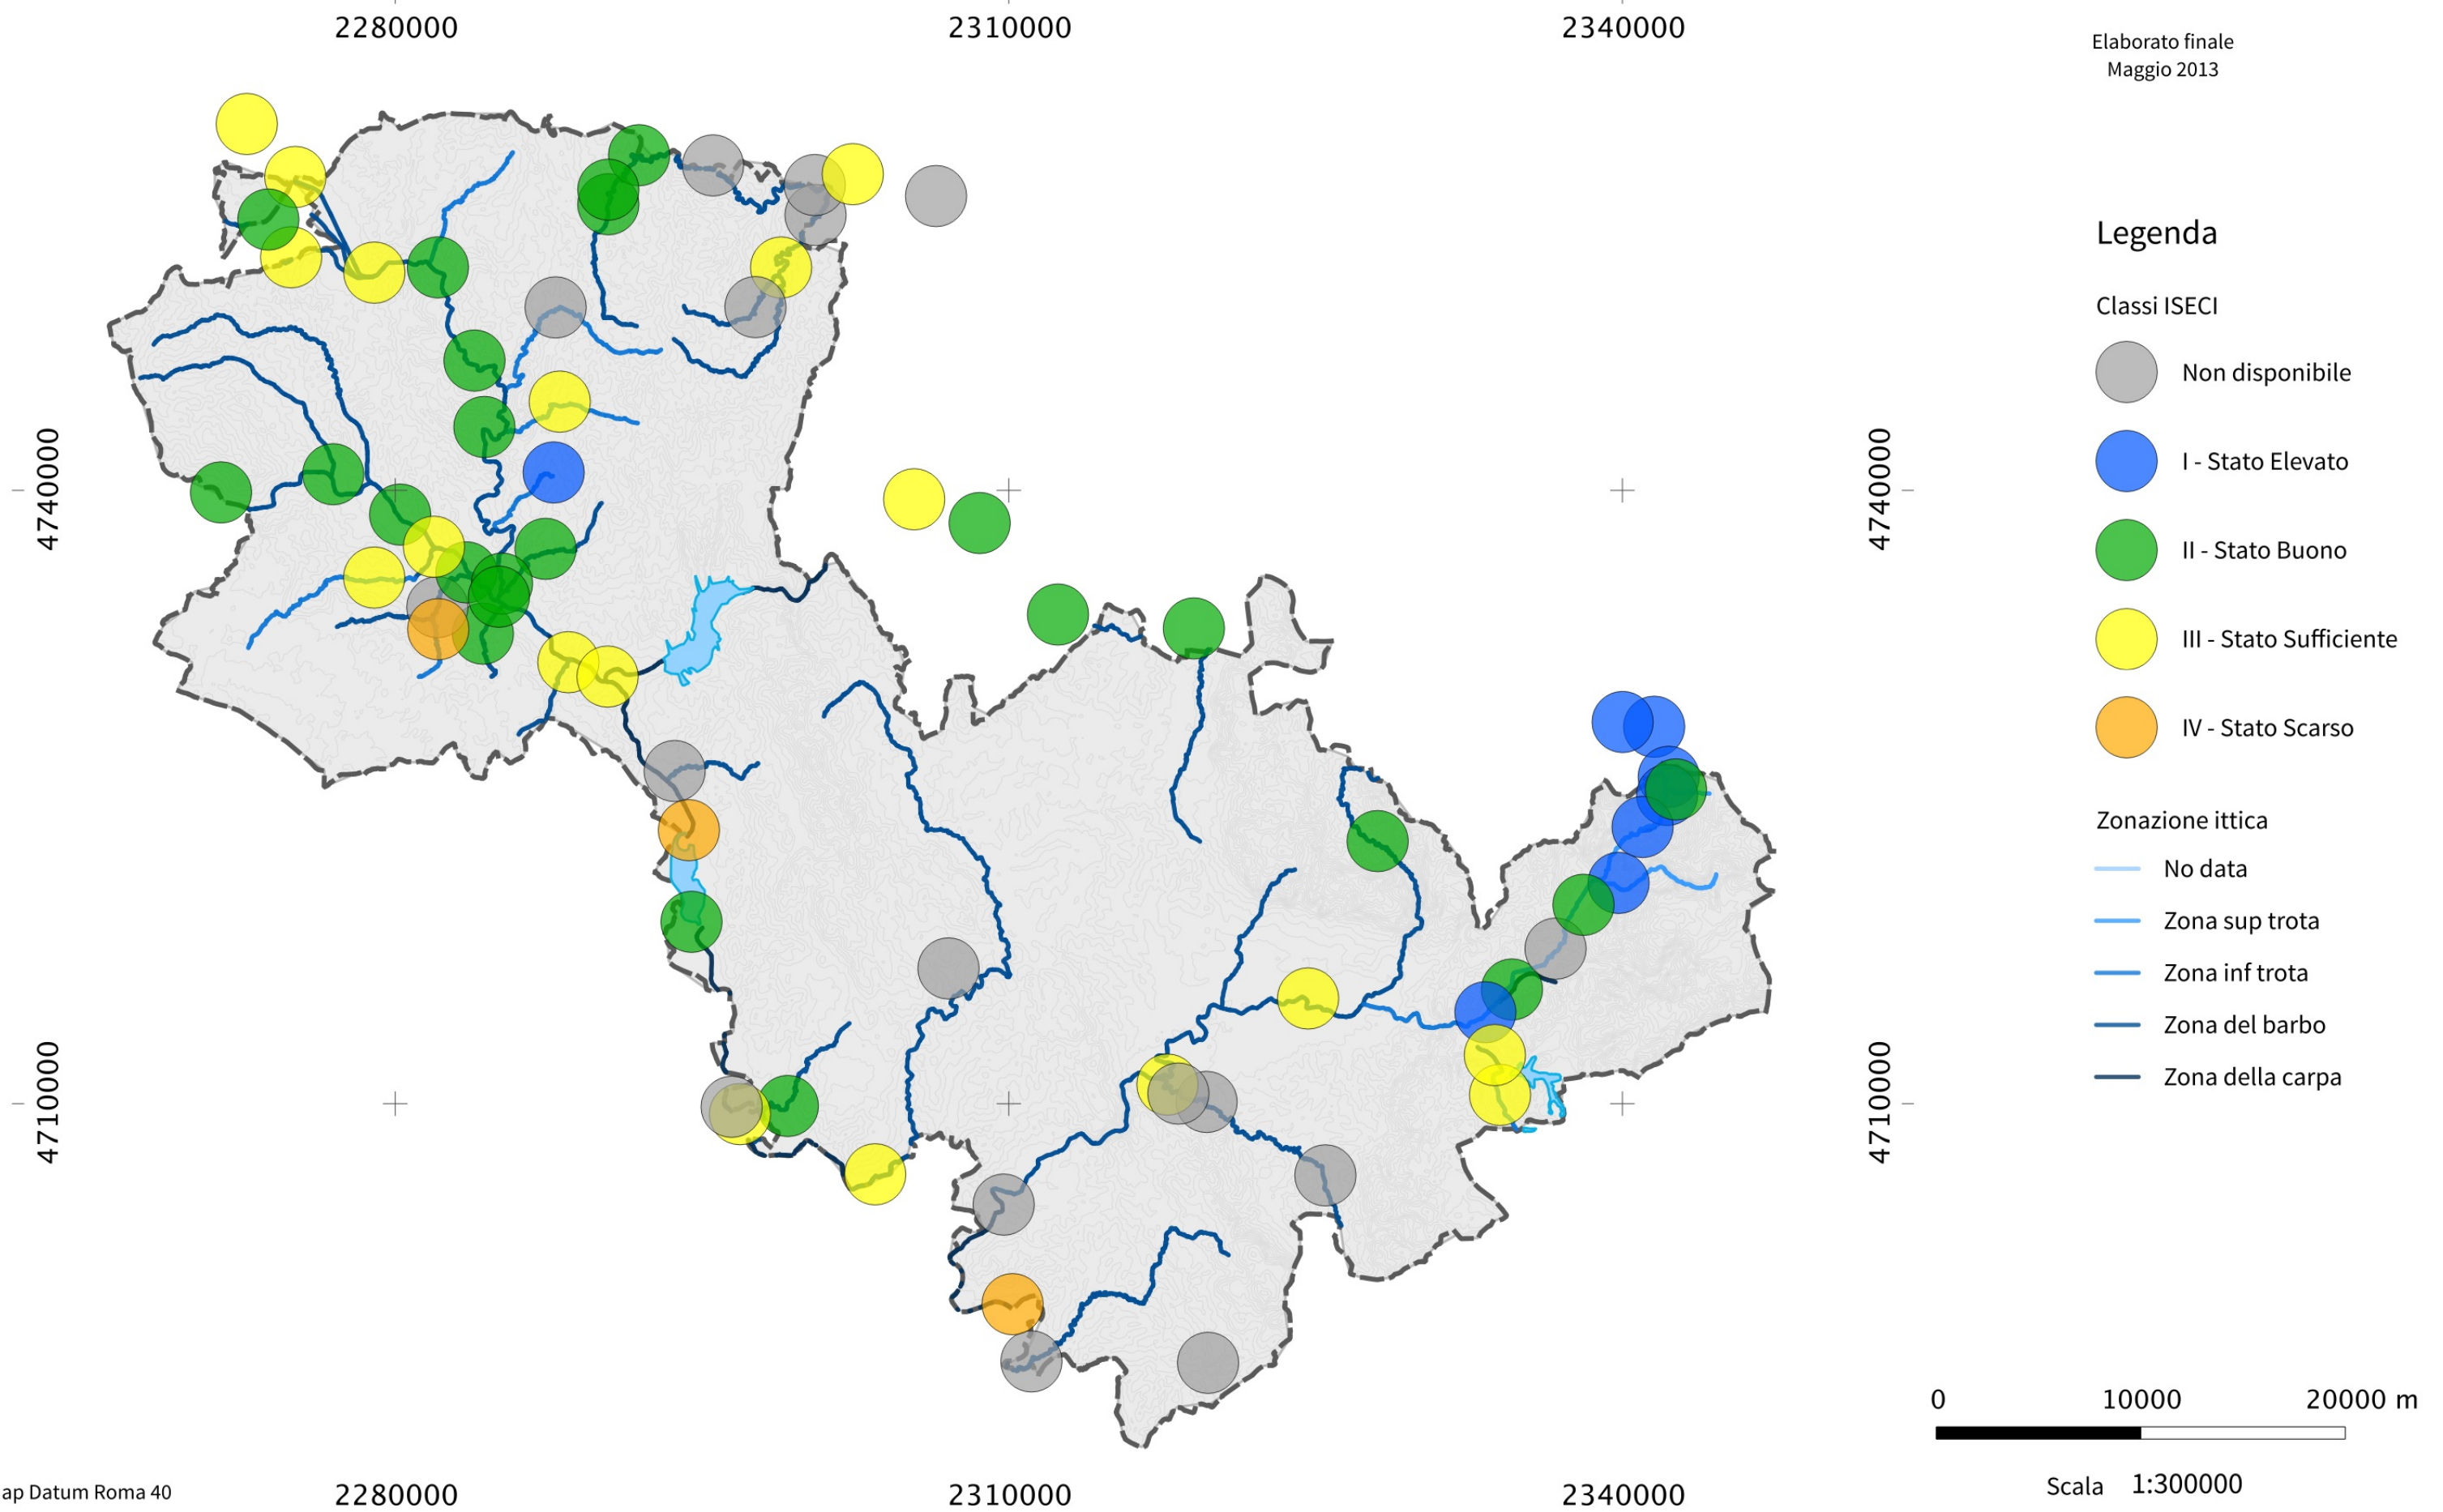 2280000 2310000 2340000
Elaborato finale
Maggio 2013
4740000 4740000
4710000 4710000
Legenda
Classi ISECI
Non disponibile
I - Stato Elevato
II - Stato Buono
III - Stato Sufficiente
IV - Stato Scarso
Zonazione ittica
No data
Zona sup trota
Zona inf trota
Zona del barbo
Zona della carpa
0 10000 20000 m
Scala 1:300000
ap Datum Roma 40
2280000 2310000 2340000